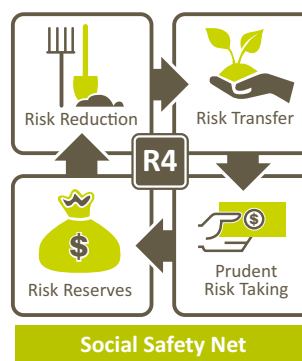 Risk Reduction
Risk Transfer
R4
$
Risk Reserves
$
Prudent
Risk Taking
Social Safety Net